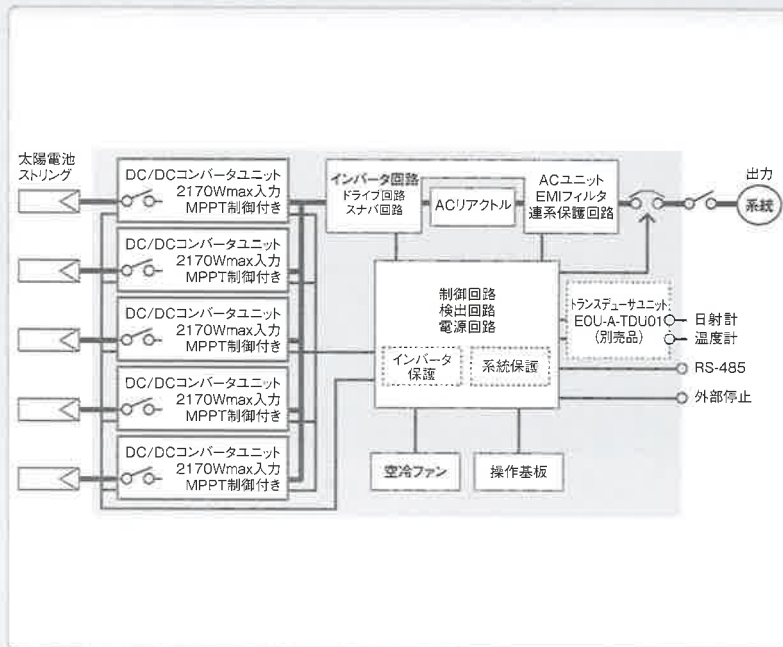 太陽電池
ストリング
DC/DCコンバータユニット
2170Wmax入力
MPPT制御付き
DC/DCコンバータユニット
2170Wmax入力
MPPT制御付き
DC/DCコンバータユニット
2170Wmax入力
MPPT制御付き
DC/DCコンバータユニット
2170Wmax入力
MPPT制御付き
DC/DCコンバータユニット
2170Wmax入力
MPPT制御付き
インバータ回路
ドライブ回路
スナバ回路
ACリアクトル
ACユニット
EMIフィルタ
連系保護回路
出力
系統
制御回路
検出回路
電源回路
インバータ
保護
系統保護
トランスデューサユニット
EOU-A-TDU01
(別売品)
日射計
温度計
RS-485
外部停止
空冷ファン
操作基板